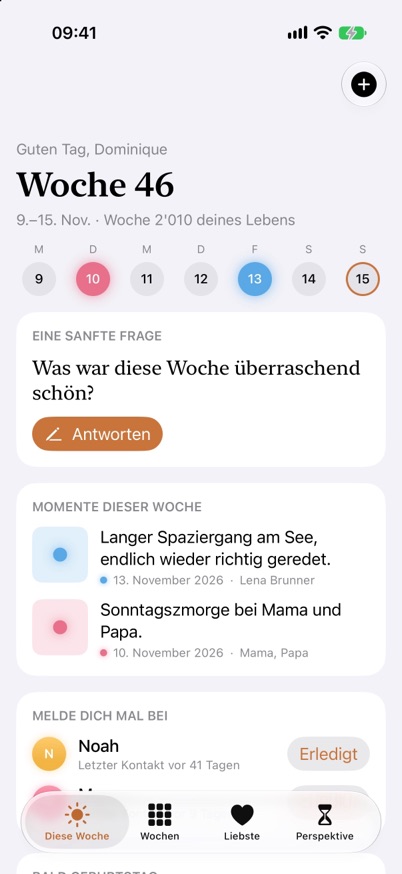 09:41
Guten Tag, Dominique
Woche 46
9.–15. Nov. · Woche 2'010 deines Lebens
M D M D F S S
9 10 11 12 13 14 15
EINE SANFTE FRAGE
Was war diese Woche überraschend
schön?
Antworten
MOMENTE DIESER WOCHE
Langer Spaziergang am See,
endlich wieder richtig geredet.
13. November 2026 · Lena Brunner
Sonntagszmorge bei Mama und
Papa.
10. November 2026 · Mama, Papa
MELDE DICH MAL BEI
N
Noah
Letzter Kontakt vor 41 Tagen
Erledigt
Diese Woche
Wochen
Liebste
Perspektive